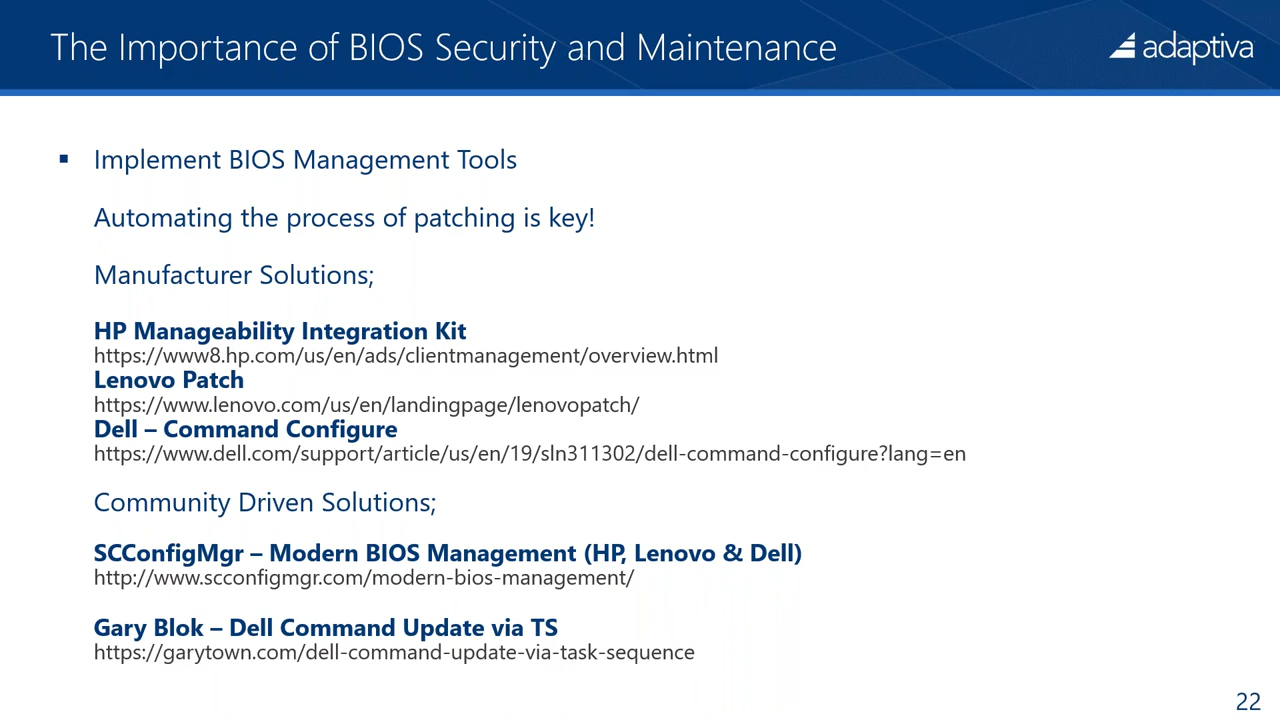 The Importance of BIOS Security and Maintenance
adaptiva
▪ Implement BIOS Management Tools
Automating the process of patching is key!
Manufacturer Solutions;
HP Manageability Integration Kit
https://www8.hp.com/us/en/ads/clientmanagement/overview.html
Lenovo Patch
https://www.lenovo.com/us/en/landingpage/lenovopatch/
Dell – Command Configure
https://www.dell.com/support/article/us/en/19/sln311302/dell-command-configure?lang=en
Community Driven Solutions;
SCConfigMgr – Modern BIOS Management (HP, Lenovo & Dell)
http://www.scconfigmgr.com/modern-bios-management/
Gary Blok – Dell Command Update via TS
https://garytown.com/dell-command-update-via-task-sequence
22